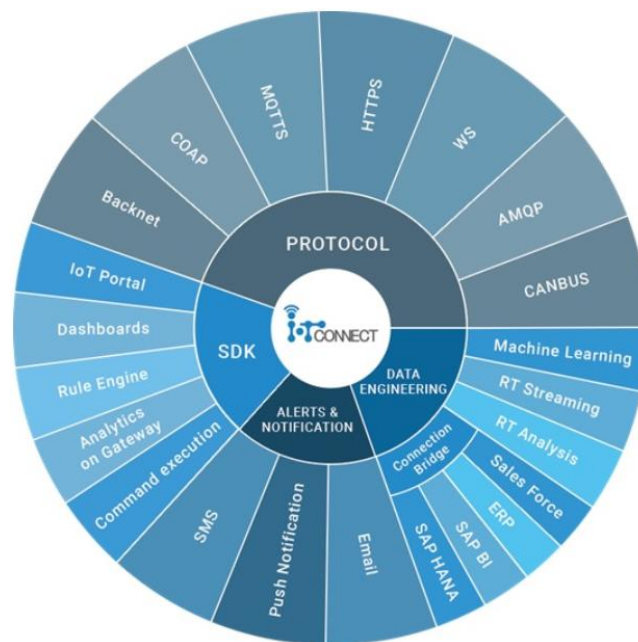 Backnet
COAP
MQTTS
HTTPS
WS
AMQP
CANBUS
PROTOCOL
IoT Portal
Dashboards
Rule Engine
Analytics
on Gateway
Command execution
SDK
IoT CONNECT
DATA
ENGINEERING
ALERTS &
NOTIFICATION
Machine Learning
RT Streaming
RT Analysis
Connection
Bridge
Sales Force
ERP
SAP BI
SAP HANA
SMS
Push Notification
Email